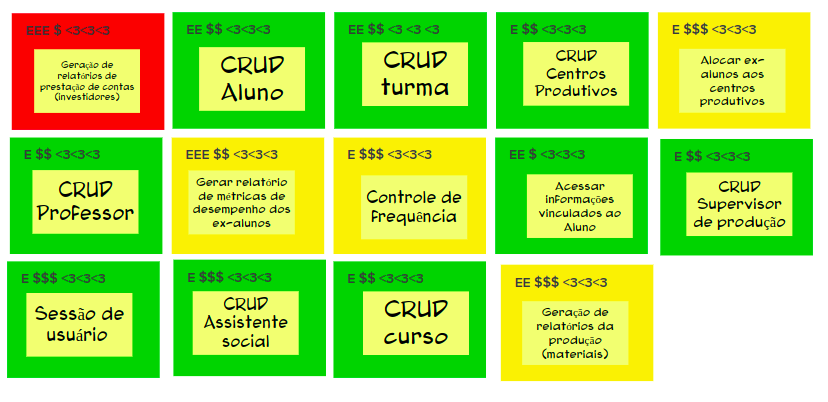 EEE $ <3<3<3
Geração de
relatórios de
prestação de contas
(investidores)
EE $$ <3<3<3
CRUD
Aluno
EE $$ <3 <3 <3
CRUD
turma
E $$ <3<3<3
CRUD
Centros
Produtivos
E $$$ <3<3<3
Alocar ex-
alunos aos
centros
produtivos
E $$ <3<3<3
CRUD
Professor
EEE $$ <3<3<3
Gerar relatório
de métricas de
desempenho dos
ex-alunos
E $$$ <3<3<3
Controle de
frequência
EE $ <3<3<3
Acessar
informações
vinculados ao
Aluno
E $$ <3<3<3
CRUD
Supervisor
de produção
E $$$ <3<3<3
Sessão de
usuário
E $$$ <3<3<3
CRUD
Assistente
social
E $$ <3<3<3
CRUD
curso
EE $$$ <3<3<3
Geração de
relatórios da
produção
(materiais)